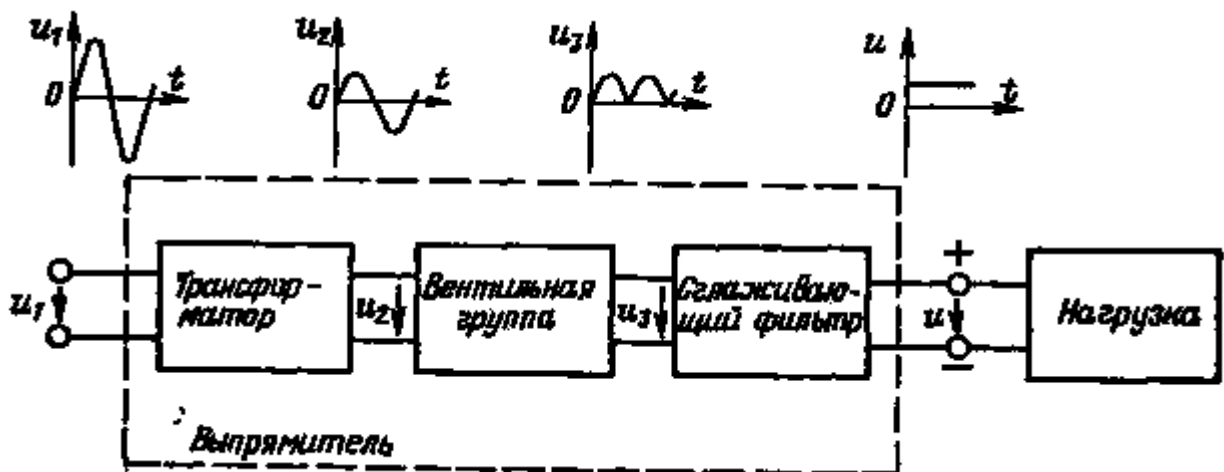 u₁
t
0
u₂
t
0
u₃
t
0
u
t
0
u₁
Трансфор-
матор
u₂
Вентильная
группа
u₃
Сглаживаю-
щий фильтр
+
u
−
Нагрузка
Выпрямитель